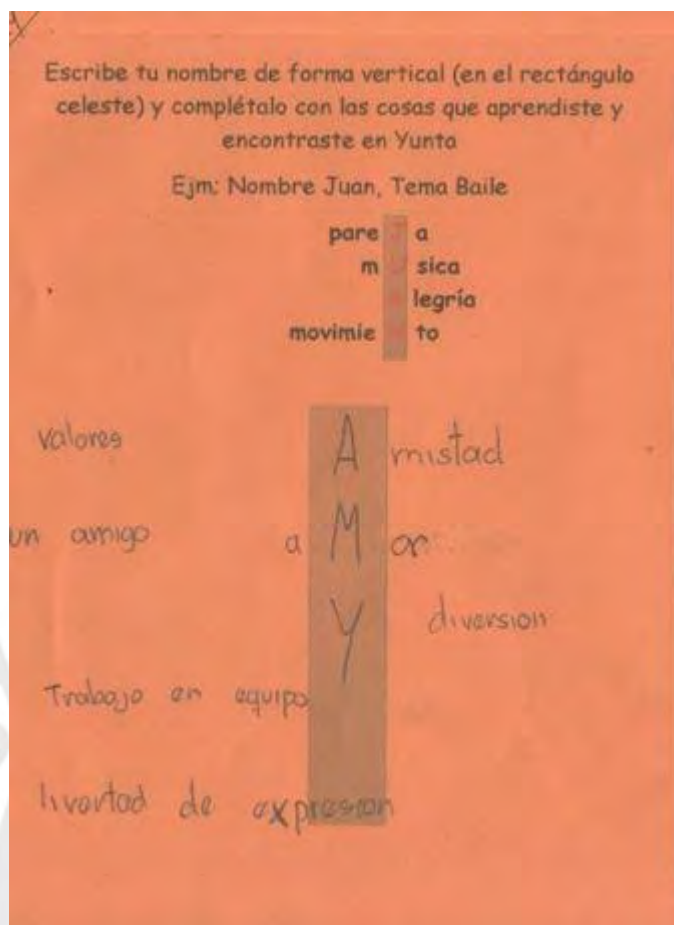 Escribe tu nombre de forma vertical (en el rectángulo
celeste) y complétalo con las cosas que aprendiste y
encontraste en Yunta
Ejm: Nombre Juan, Tema Baile
pare a
m sica
legría
movimie to
valores A mistad
un amigo a M or
Y diversion
Trabajo en equipo
livertad de expresion